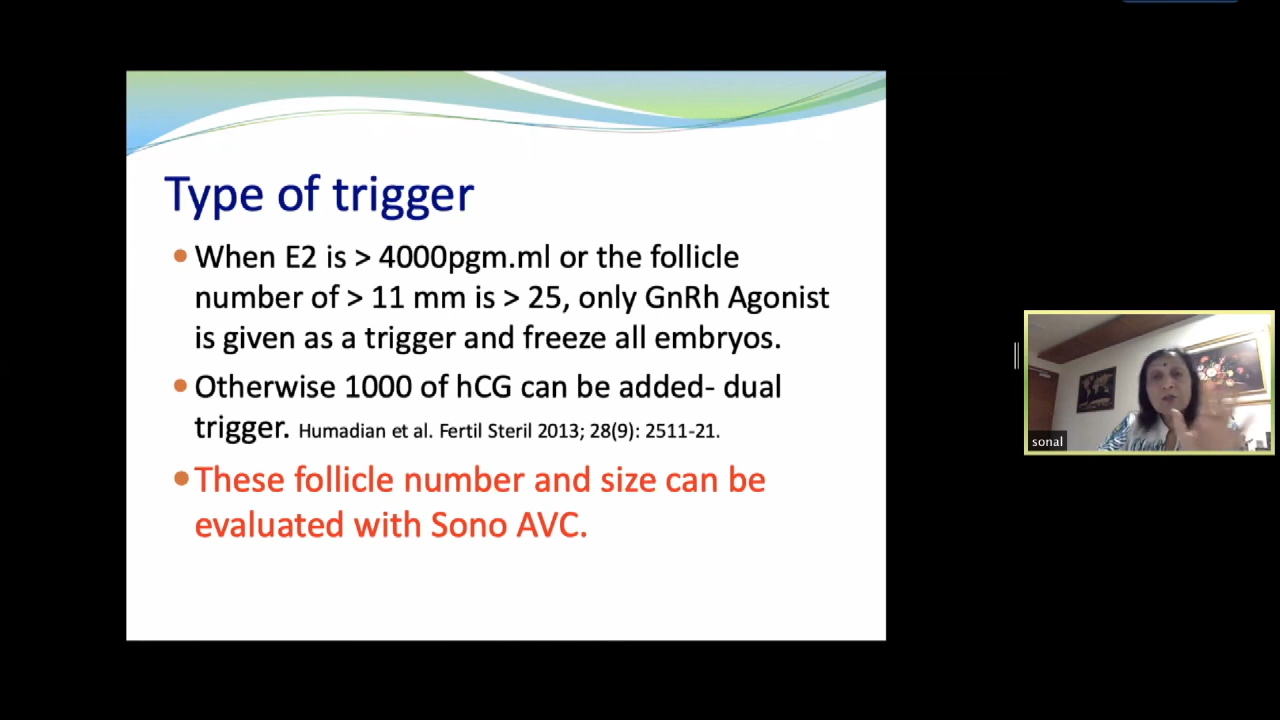 Type of trigger
When E2 is > 4000pgm.ml or the follicle
number of > 11 mm is > 25, only GnRh Agonist
is given as a trigger and freeze all embryos.
Otherwise 1000 of hCG can be added- dual
trigger. Humadian et al. Fertil Steril 2013; 28(9): 2511-21.
These follicle number and size can be
evaluated with Sono AVC.
sonal